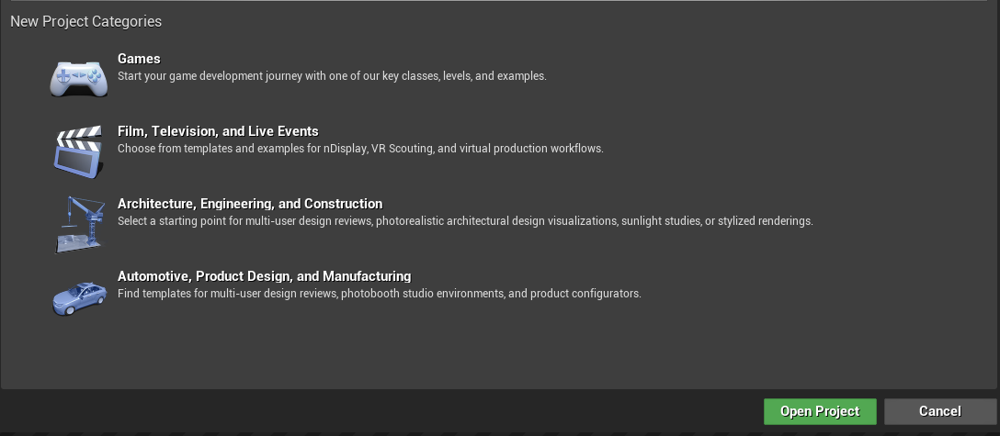 New Project Categories
Games
Start your game development journey with one of our key classes, levels, and examples.
Film, Television, and Live Events
Choose from templates and examples for nDisplay, VR Scouting, and virtual production workflows.
Architecture, Engineering, and Construction
Select a starting point for multi-user design reviews, photorealistic architectural design visualizations, sunlight studies, or stylized renderings.
Automotive, Product Design, and Manufacturing
Find templates for multi-user design reviews, photobooth studio environments, and product configurators.
Open Project
Cancel